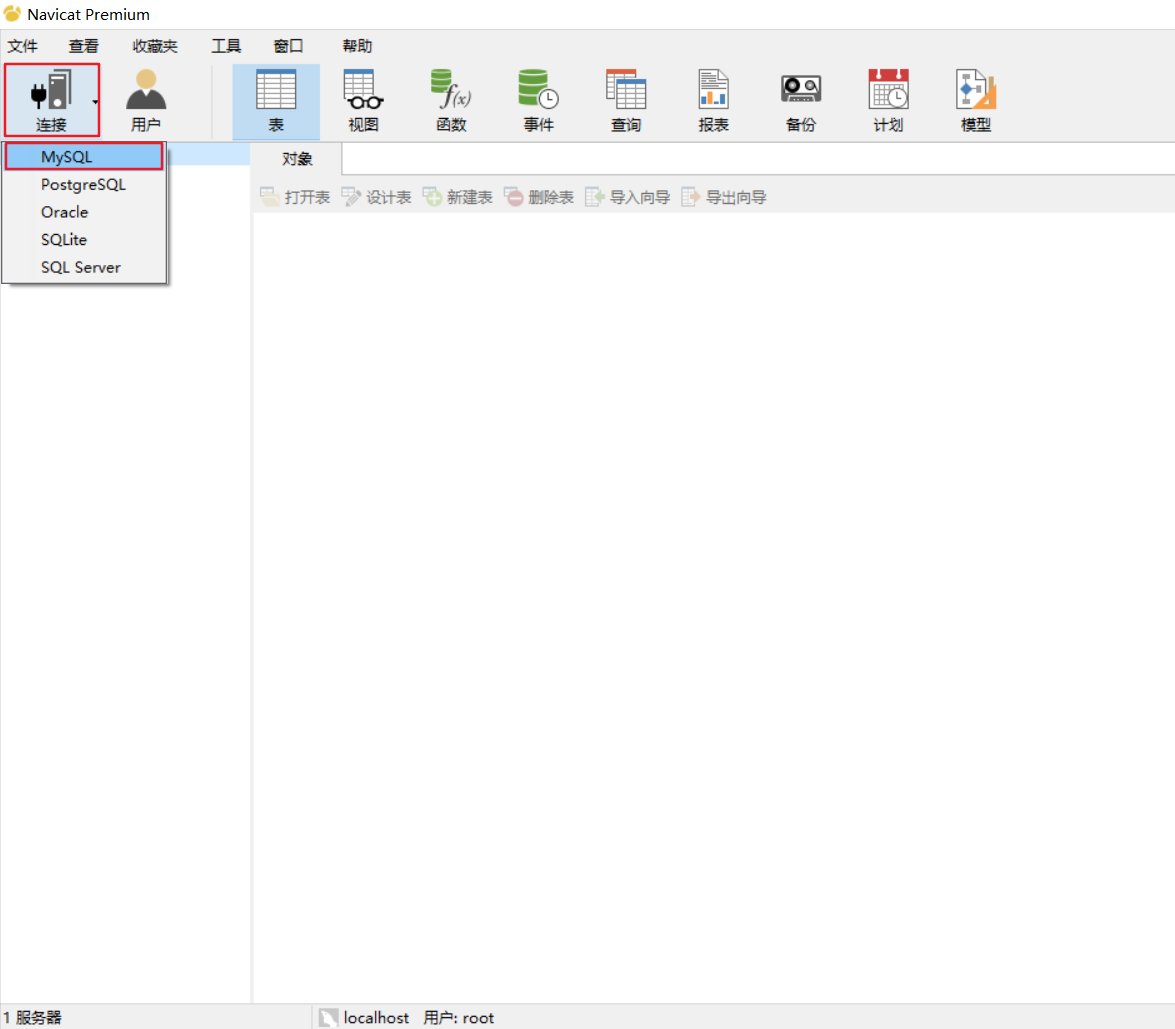 Navicat Premium
文件 查看 收藏夹 工具 窗口 帮助
连接 用户 表 视图 函数 事件 查询 报表 备份 计划 模型
MySQL
PostgreSQL
Oracle
SQLite
SQL Server
对象
打开表 设计表 新建表 删除表 导入向导 导出向导
1 服务器 localhost 用户: root